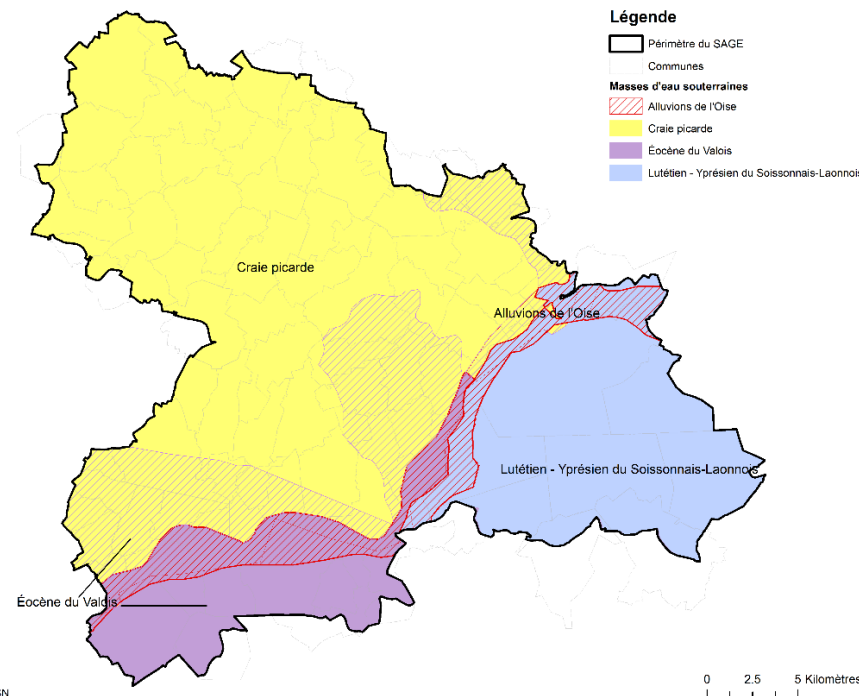 Légende
Périmètre du SAGE
Communes
Masses d'eau souterraines
Alluvions de l'Oise
Craie picarde
Éocène du Valois
Lutétien - Yprésien du Soissonnais-Laonnois
Craie picarde
Alluvions de l'Oise
Lutétien - Yprésien du Soissonnais-Laonnois
Éocène du Valois
0 2.5 5 Kilomètres